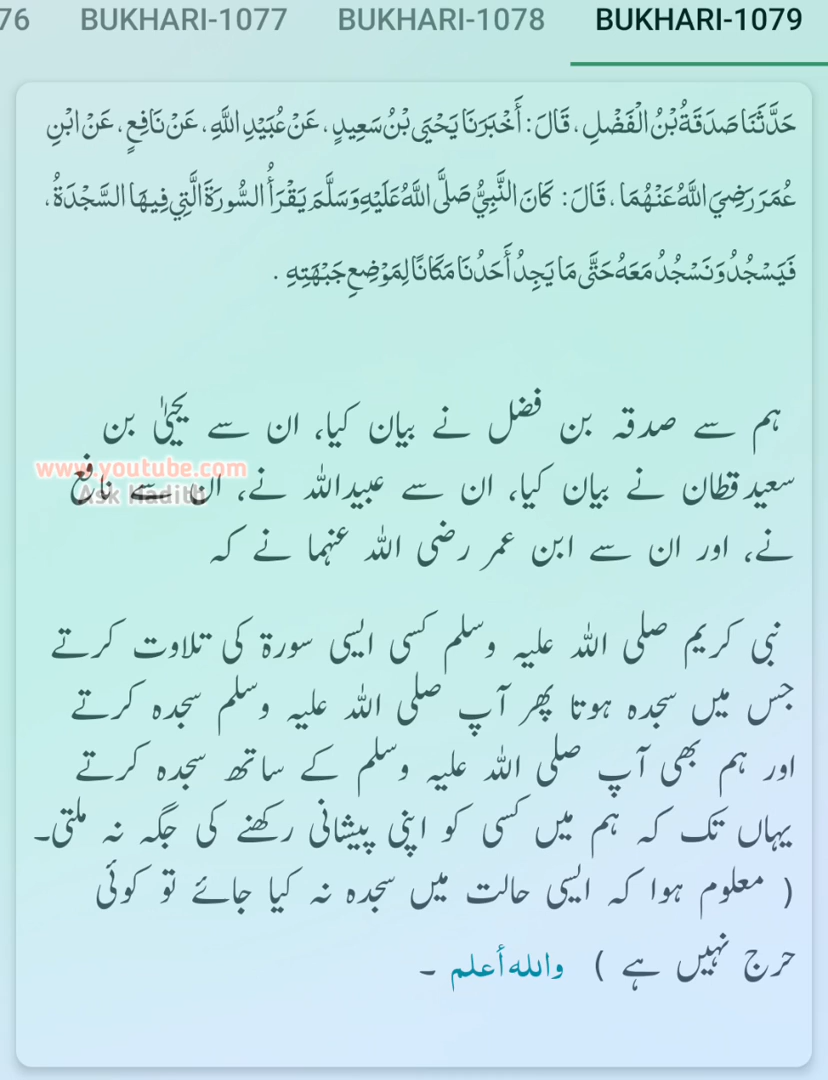 76 BUKHARI-1077 BUKHARI-1078 BUKHARI-1079
حَدَّثَنَا صَدَقَةُ بْنُ الْفَضْلِ ، قَالَ : أَخْبَرَنَا يَحْيَى بْنُ سَعِيدٍ ، عَنْ عُبَيْدِ اللَّهِ ، عَنْ نَافِعٍ ، عَنْ ابْنِ
عُمَرَ رَضِيَ اللَّهُ عَنْهُمَا ، قَالَ : كَانَ النَّبِيُّ صَلَّى اللَّهُ عَلَيْهِ وَسَلَّمَ يَقْرَأُ السُّورَةَ الَّتِي فِيهَا السَّجْدَةُ ،
فَيَسْجُدُ وَنَسْجُدُ مَعَهُ حَتَّى مَا يَجِدُ أَحَدُنَا مَكَانًا لِمَوْضِعِ جَبْهَتِهِ .
ہم سے صدقہ بن فضل نے بیان کیا، ان سے یحییٰ بن
www.youtube.com
سعید قطان نے بیان کیا، ان سے عبیداللہ نے، ان سے نافع
Ask Hadith
نے، اور ان سے ابن عمر رضی اللہ عنہما نے کہ
نبی کریم صلی اللہ علیہ وسلم کسی ایسی سورۃ کی تلاوت کرتے
جس میں سجدہ ہوتا پھر آپ صلی اللہ علیہ وسلم سجدہ کرتے
اور ہم بھی آپ صلی اللہ علیہ وسلم کے ساتھ سجدہ کرتے
یہاں تک کہ ہم میں کسی کو اپنی پیشانی رکھنے کی جگہ نہ ملتی۔
( معلوم ہوا کہ ایسی حالت میں سجدہ نہ کیا جائے تو کوئی
حرج نہیں ہے ) والله أعلم ۔